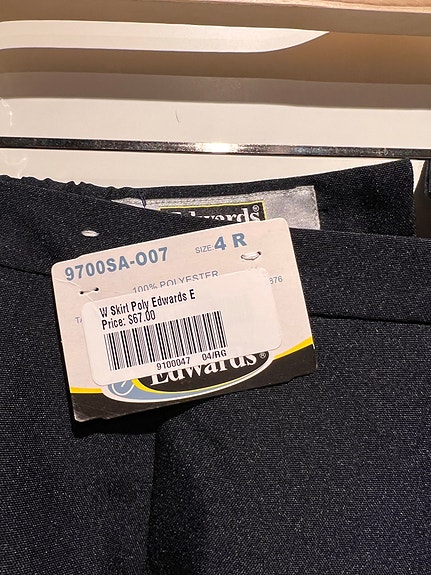 Edwards
9700SA-007
SIZE: 4 R
100% POLYESTER
W Skirt Poly Edwards E
Price: $67.00
9100047 04/RG
Edwards®